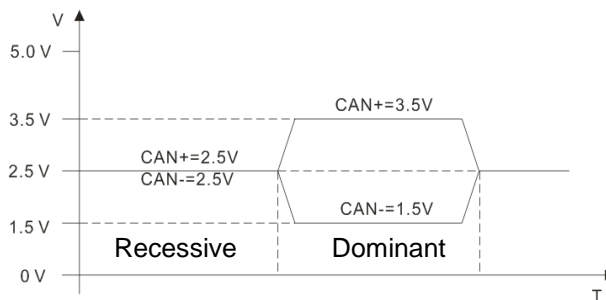 V
5.0 V
3.5 V
CAN+=3.5V
CAN+=2.5V
2.5 V
CAN-=2.5V
CAN-=1.5V
1.5 V
Recessive
Dominant
0 V
T